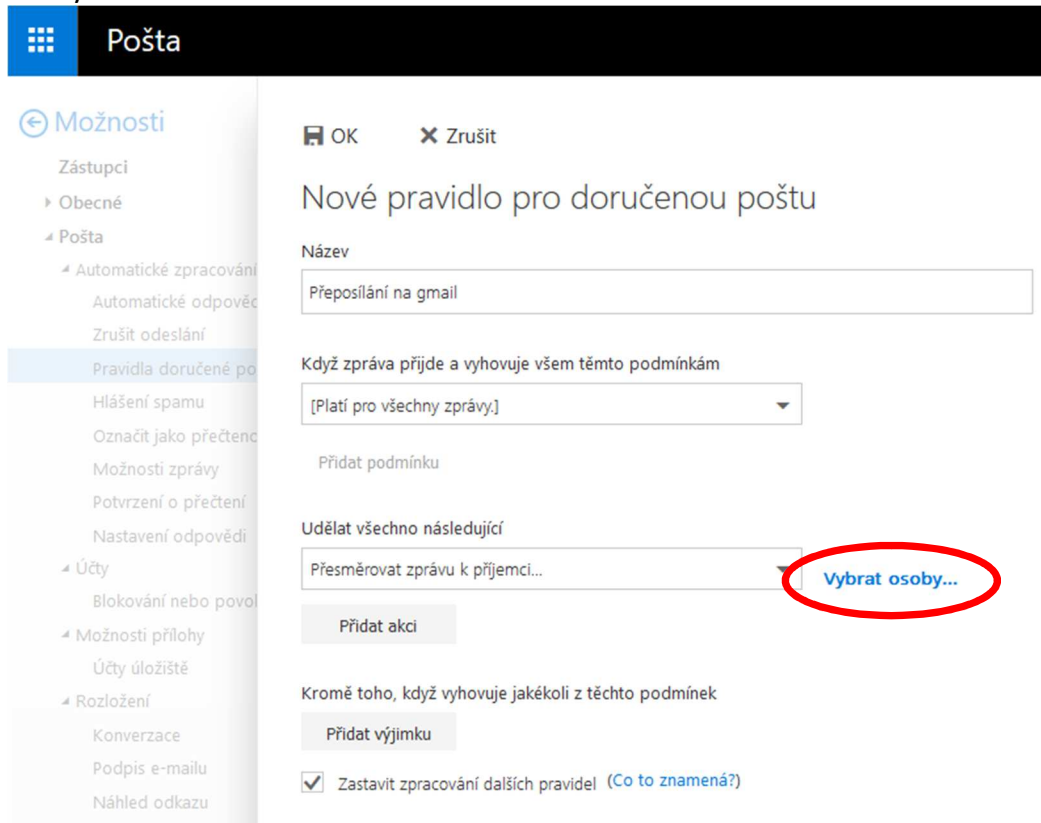 Pošta
Možnosti
Zástupci
Obecné
Pošta
Automatické zpracování
Automatické odpověd
Zrušit odeslání
Pravidla doručené po
Hlášení spamu
Označit jako přečteno
Možnosti zprávy
Potvrzení o přečtení
Nastavení odpovědi
Účty
Blokování nebo povol
Možnosti přílohy
Účty úložiště
Rozložení
Konverzace
Podpis e-mailu
Náhled odkazu
OK Zrušit
Nové pravidlo pro doručenou poštu
Název
Přeposílání na gmail
Když zpráva přijde a vyhovuje všem těmto podmínkám
[Platí pro všechny zprávy.]
Přidat podmínku
Udělat všechno následující
Přesměrovat zprávu k příjemci... Vybrat osoby...
Přidat akci
Kromě toho, když vyhovuje jakékoli z těchto podmínek
Přidat výjimku
Zastavit zpracování dalších pravidel (Co to znamená?)